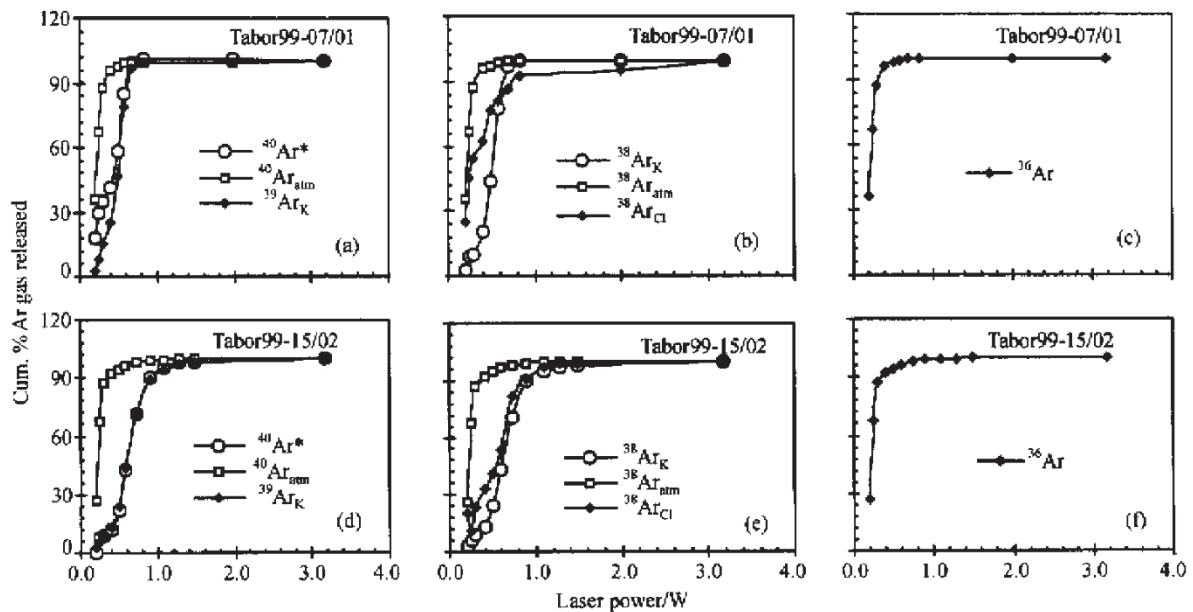 Cum. % Ar gas released
120
90
60
30
0
Tabor99-07/01
⁴⁰Ar*
⁴⁰Ar_atm
³⁹Ar_K
(a)
Tabor99-07/01
³⁸Ar_K
³⁸Ar_atm
³⁸Ar_Cl
(b)
Tabor99-07/01
³⁶Ar
(c)
120
90
60
30
0
Tabor99-15/02
⁴⁰Ar*
⁴⁰Ar_atm
³⁹Ar_K
(d)
0.0 1.0 2.0 3.0 4.0
Tabor99-15/02
³⁸Ar_K
³⁸Ar_atm
³⁸Ar_Cl
(e)
0.0 1.0 2.0 3.0 4.0
Tabor99-15/02
³⁶Ar
(f)
0.0 1.0 2.0 3.0 4.0
Laser power/W